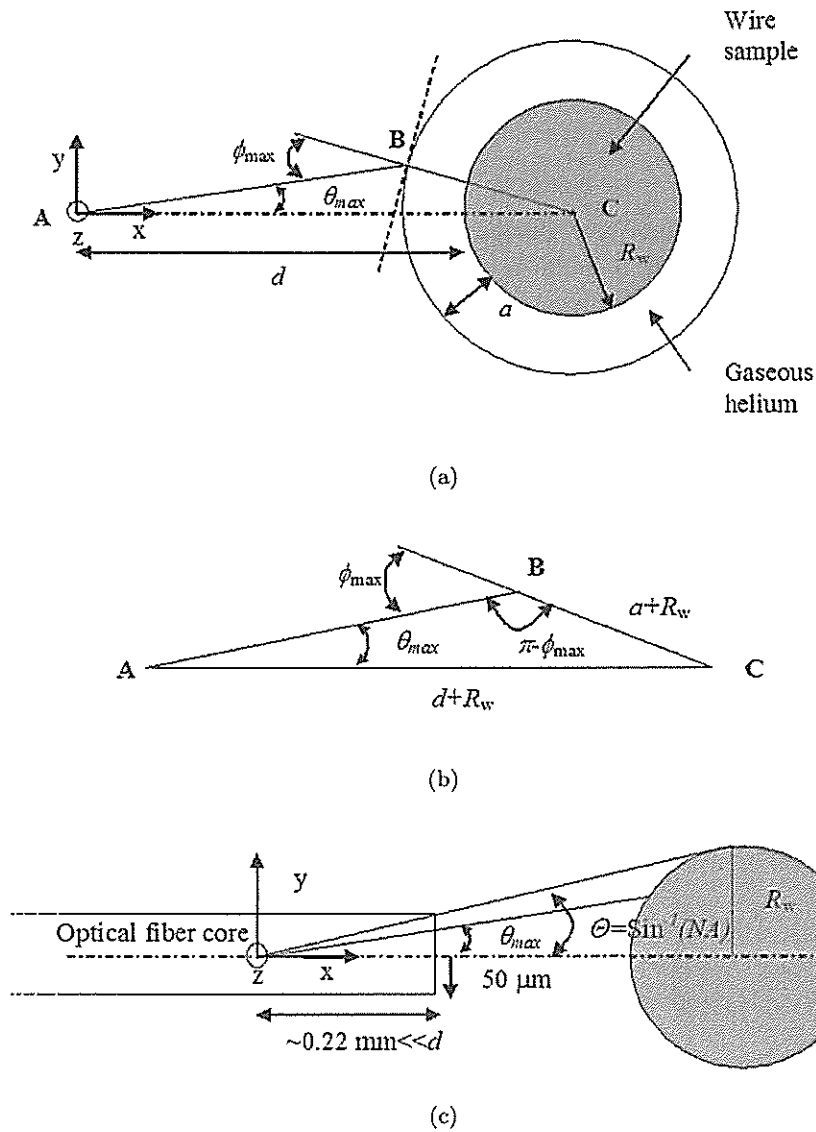 Wire
sample
B
ϕmax
y
θmax
A
C
z
x
Rw
d
a
Gaseous
helium
(a)
B
ϕmax
a+Rw
θmax
π-ϕmax
A
C
d+Rw
(b)
y
Rw
Optical fiber core
θmax
Θ=Sin⁻¹(NA)
z
x
50 µm
~0.22 mm<<d
(c)